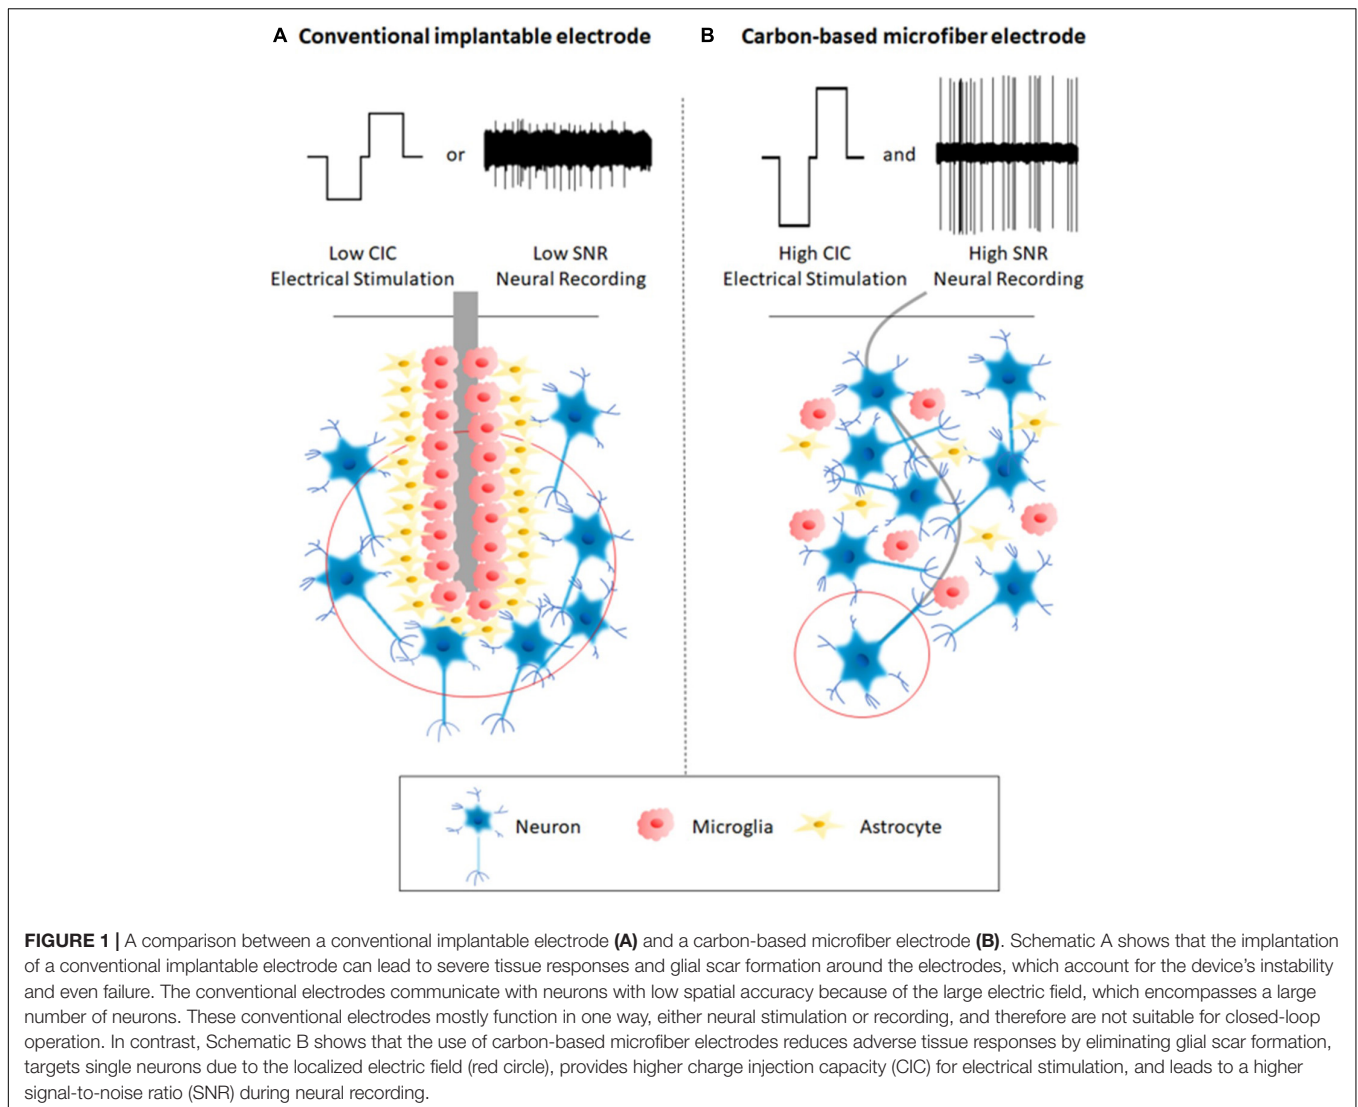 A Conventional implantable electrode
B Carbon-based microfiber electrode
or
and
Low CIC
Electrical Stimulation
Low SNR
Neural Recording
High CIC
Electrical Stimulation
High SNR
Neural Recording
Neuron
Microglia
Astrocyte
FIGURE 1 | A comparison between a conventional implantable electrode (A) and a carbon-based microfiber electrode (B). Schematic A shows that the implantation
of a conventional implantable electrode can lead to severe tissue responses and glial scar formation around the electrodes, which account for the device's instability
and even failure. The conventional electrodes communicate with neurons with low spatial accuracy because of the large electric field, which encompasses a large
number of neurons. These conventional electrodes mostly function in one way, either neural stimulation or recording, and therefore are not suitable for closed-loop
operation. In contrast, Schematic B shows that the use of carbon-based microfiber electrodes reduces adverse tissue responses by eliminating glial scar formation,
targets single neurons due to the localized electric field (red circle), provides higher charge injection capacity (CIC) for electrical stimulation, and leads to a higher
signal-to-noise ratio (SNR) during neural recording.